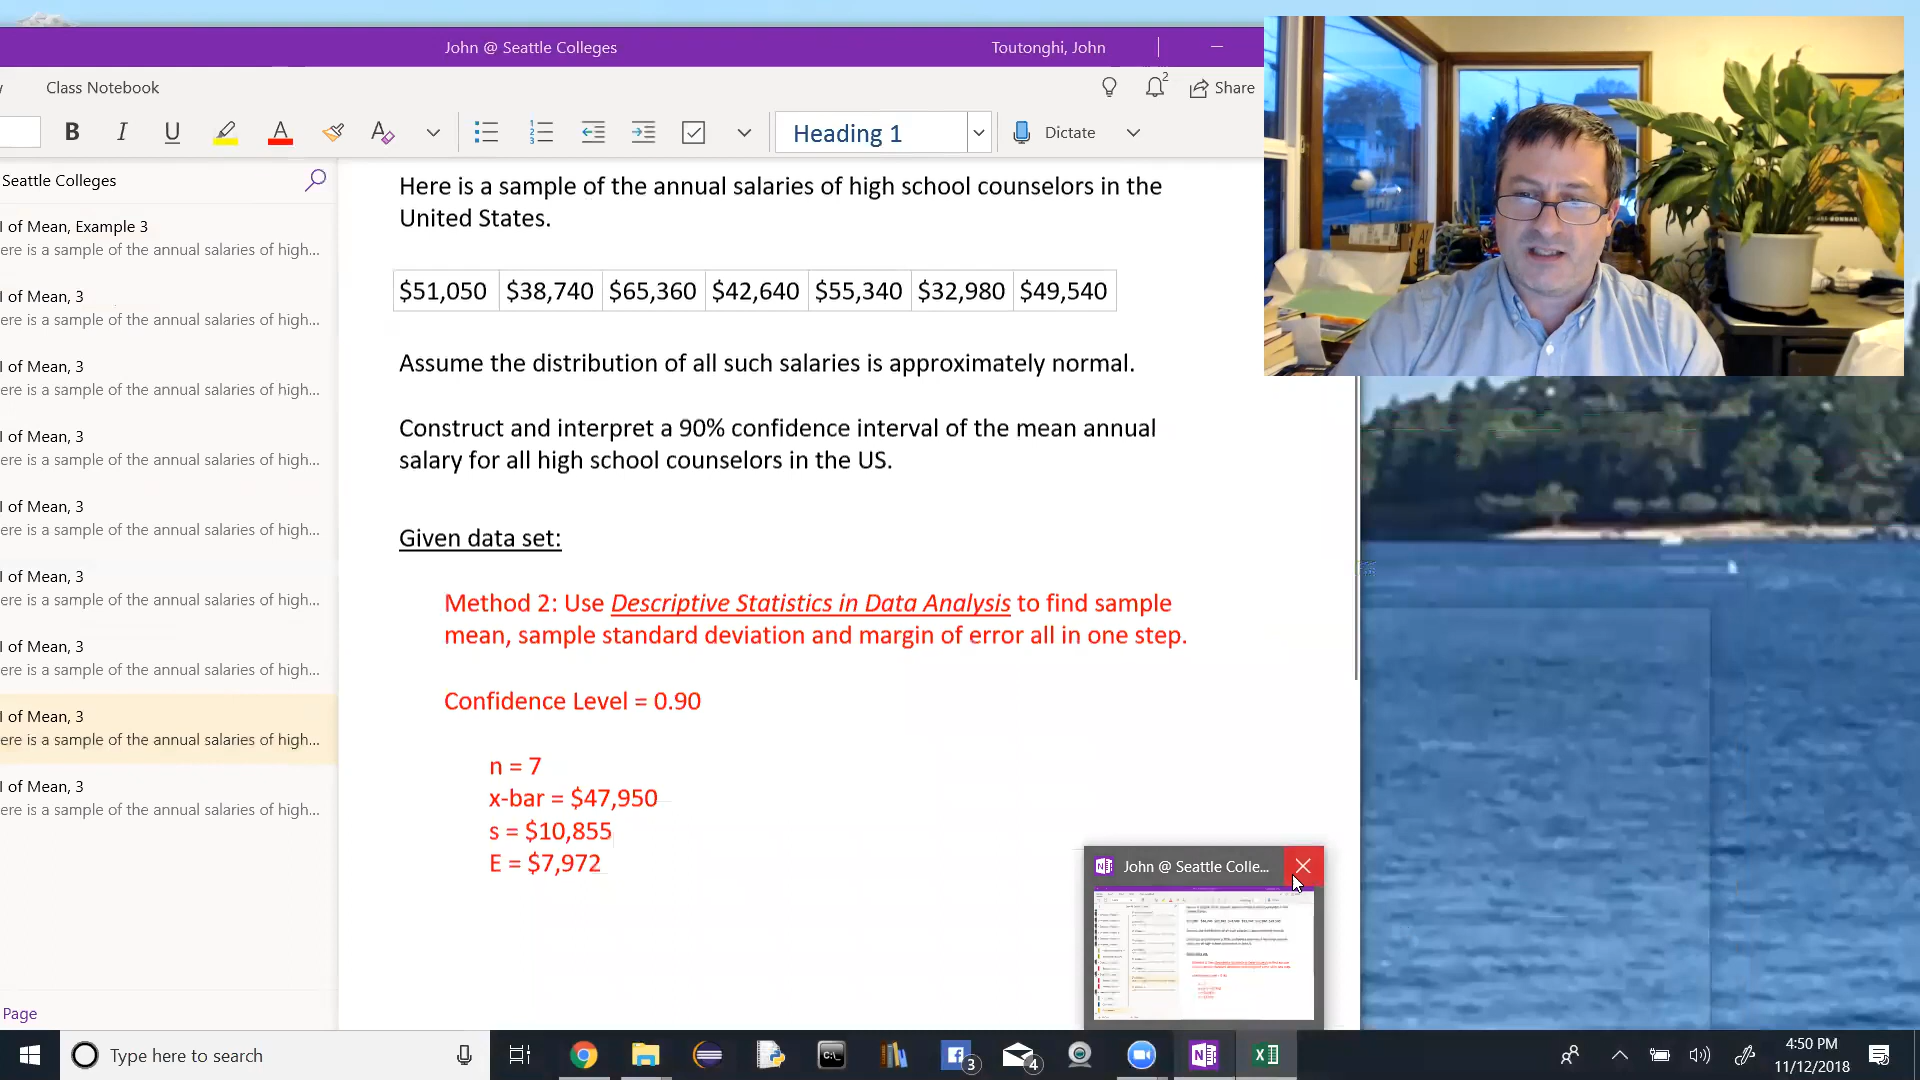 John @ Seattle Colleges
Toutonghi, John
Class Notebook
2
Share
B I U
Heading 1
Dictate
Seattle Colleges
Here is a sample of the annual salaries of high school counselors in the
United States.
$51,050 $38,740 $65,360 $42,640 $55,340 $32,980 $49,540
Assume the distribution of all such salaries is approximately normal.
Construct and interpret a 90% confidence interval of the mean annual
salary for all high school counselors in the US.
Given data set:
Method 2: Use Descriptive Statistics in Data Analysis to find sample
mean, sample standard deviation and margin of error all in one step.
Confidence Level = 0.90
n = 7
x-bar = $47,950
s = $10,855
E = $7,972
I of Mean, Example 3
ere is a sample of the annual salaries of high...
I of Mean, 3
ere is a sample of the annual salaries of high...
I of Mean, 3
ere is a sample of the annual salaries of high...
I of Mean, 3
ere is a sample of the annual salaries of high...
I of Mean, 3
ere is a sample of the annual salaries of high...
I of Mean, 3
ere is a sample of the annual salaries of high...
I of Mean, 3
ere is a sample of the annual salaries of high...
I of Mean, 3
ere is a sample of the annual salaries of high...
I of Mean, 3
ere is a sample of the annual salaries of high...
Page
John @ Seattle Colle...
Type here to search
3
4
4:50 PM
11/12/2018